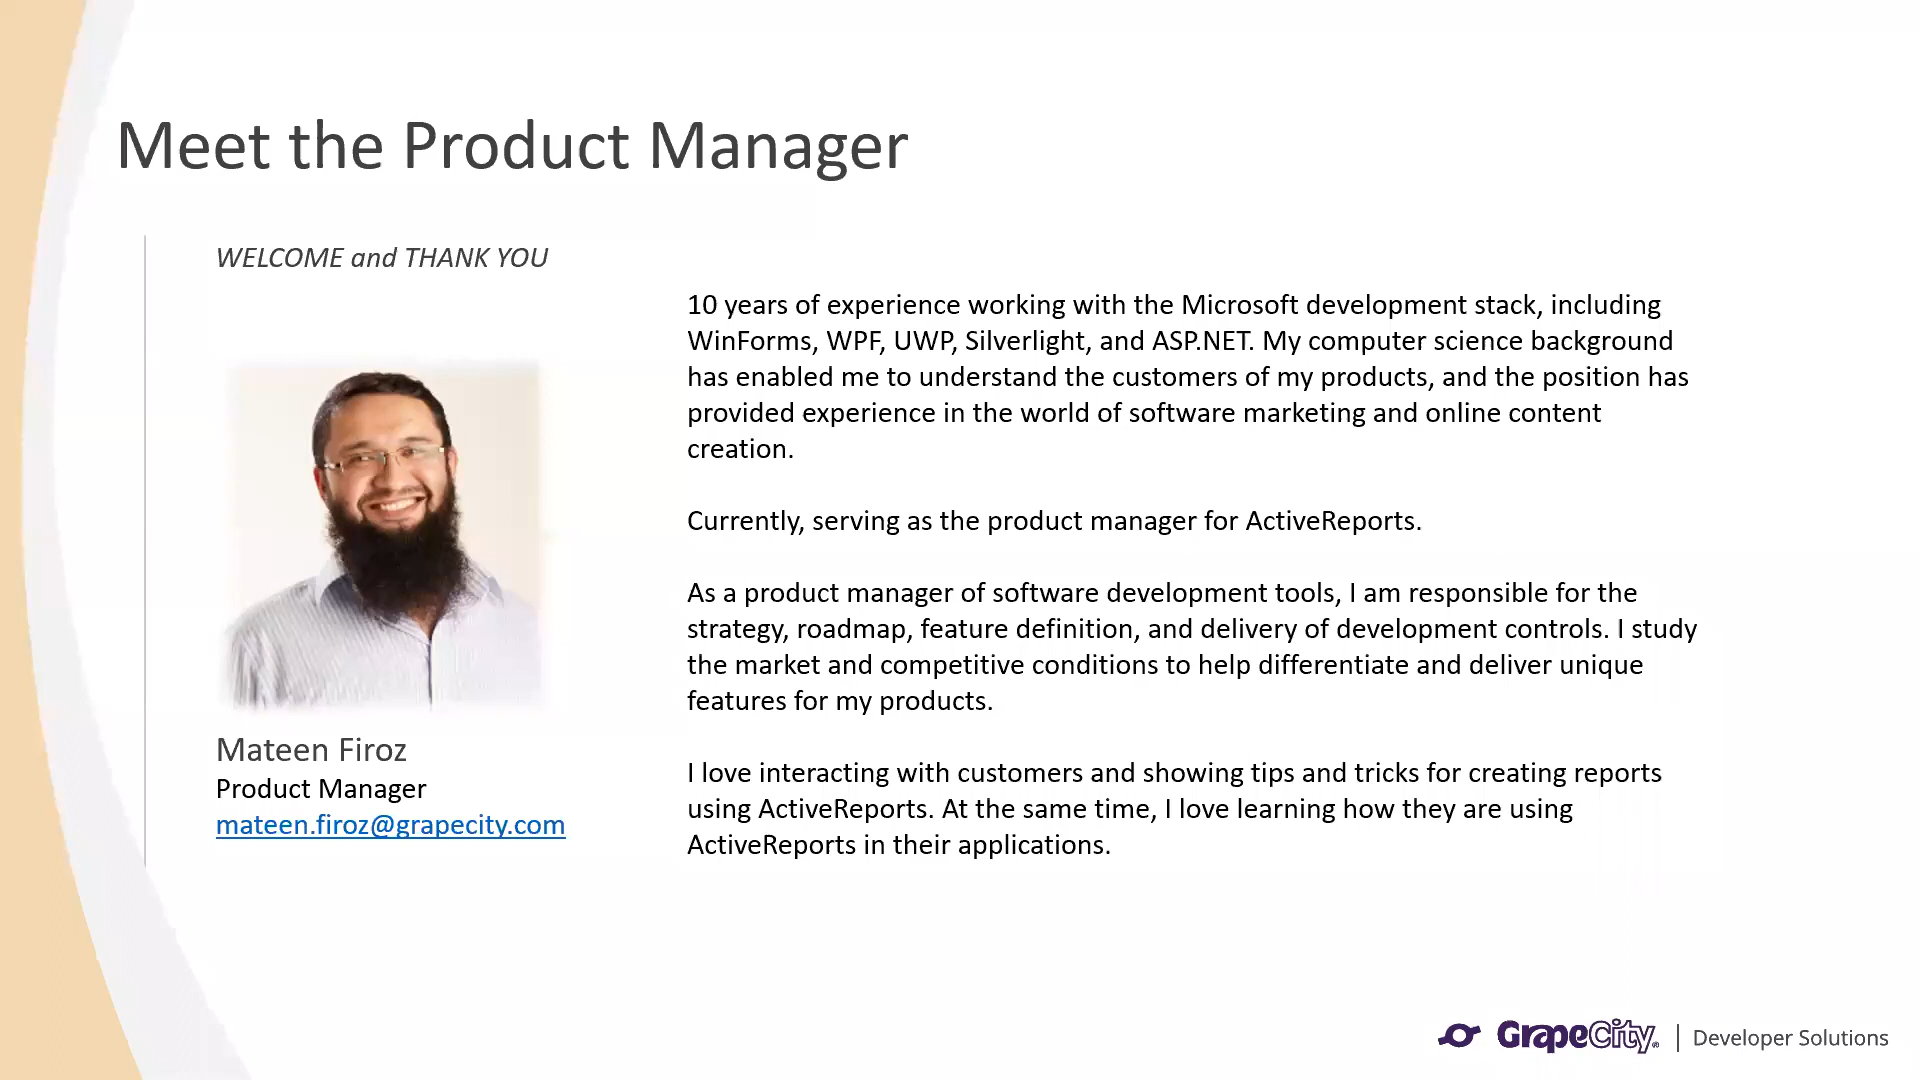 Meet the Product Manager
WELCOME and THANK YOU
10 years of experience working with the Microsoft development stack, including
WinForms, WPF, UWP, Silverlight, and ASP.NET. My computer science background
has enabled me to understand the customers of my products, and the position has
provided experience in the world of software marketing and online content
creation.
Currently, serving as the product manager for ActiveReports.
As a product manager of software development tools, I am responsible for the
strategy, roadmap, feature definition, and delivery of development controls. I study
the market and competitive conditions to help differentiate and deliver unique
features for my products.
I love interacting with customers and showing tips and tricks for creating reports
using ActiveReports. At the same time, I love learning how they are using
ActiveReports in their applications.
Mateen Firoz
Product Manager
mateen.firoz@grapecity.com
GrapeCity® | Developer Solutions